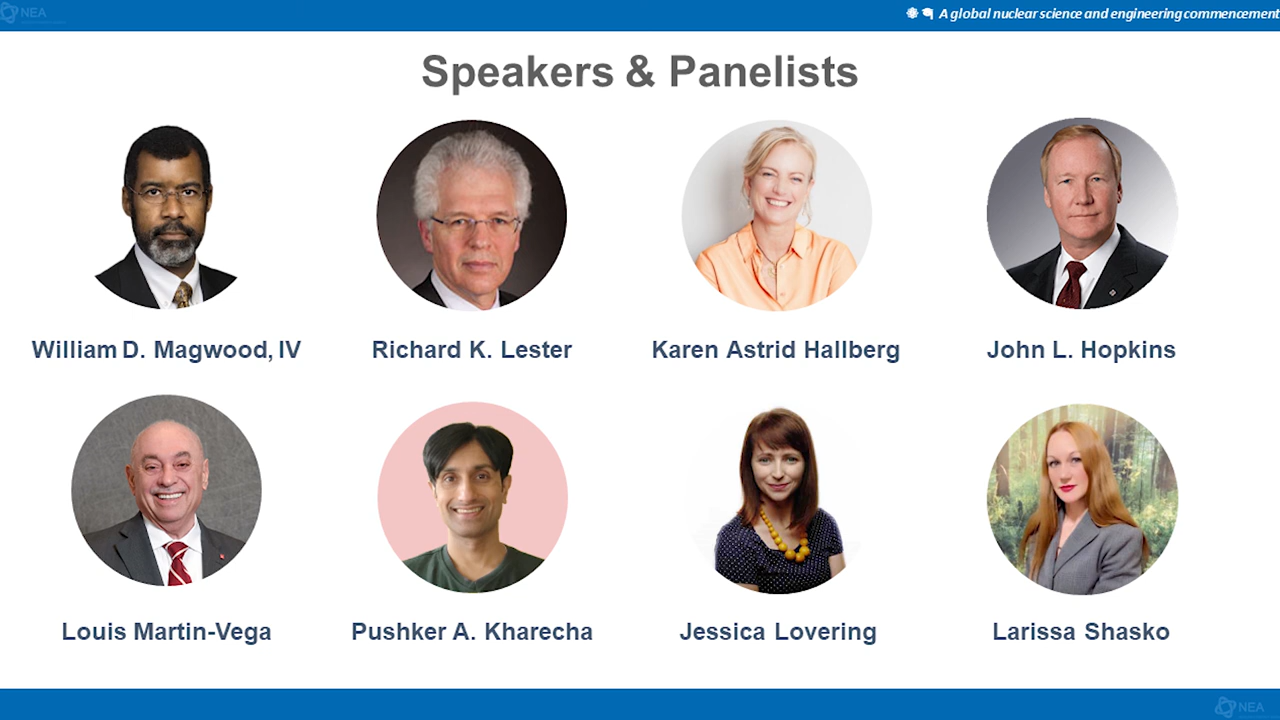 NEA
A global nuclear science and engineering commencement
Speakers & Panelists
William D. Magwood, IV
Richard K. Lester
Karen Astrid Hallberg
John L. Hopkins
Louis Martin-Vega
Pushker A. Kharecha
Jessica Lovering
Larissa Shasko
NEA